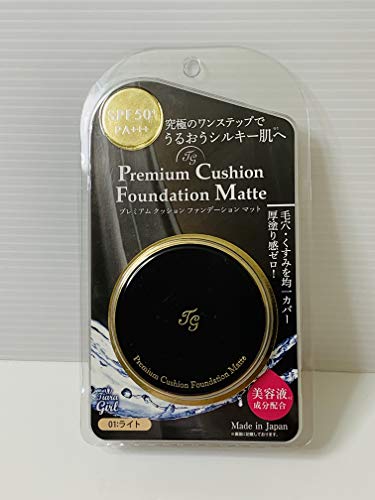 SPF50+
PA+++
究極のワンステップで
うるおうシルキー肌へ
TG
Premium Cushion
Foundation Matte
プレミアム クッション ファンデーション マット
毛穴・くすみを均一カバー
厚塗り感ゼロ!
TG
Premium Cushion Foundation Matte
Tiara
Girl
01:ライト
美容液
成分配合
Made in Japan